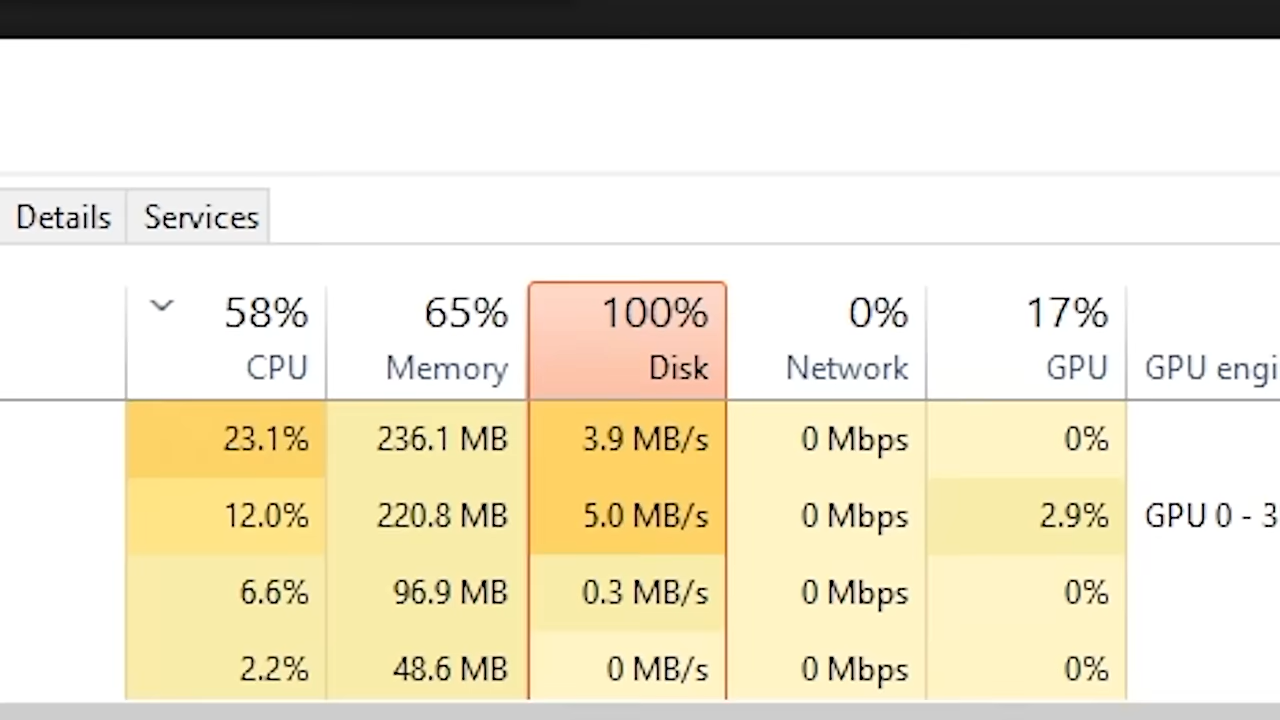 Details Services
58% 65% 100% 0% 17%
CPU Memory Disk Network GPU GPU engi
23.1% 236.1 MB 3.9 MB/s 0 Mbps 0%
12.0% 220.8 MB 5.0 MB/s 0 Mbps 2.9% GPU 0 - 3
6.6% 96.9 MB 0.3 MB/s 0 Mbps 0%
2.2% 48.6 MB 0 MB/s 0 Mbps 0%